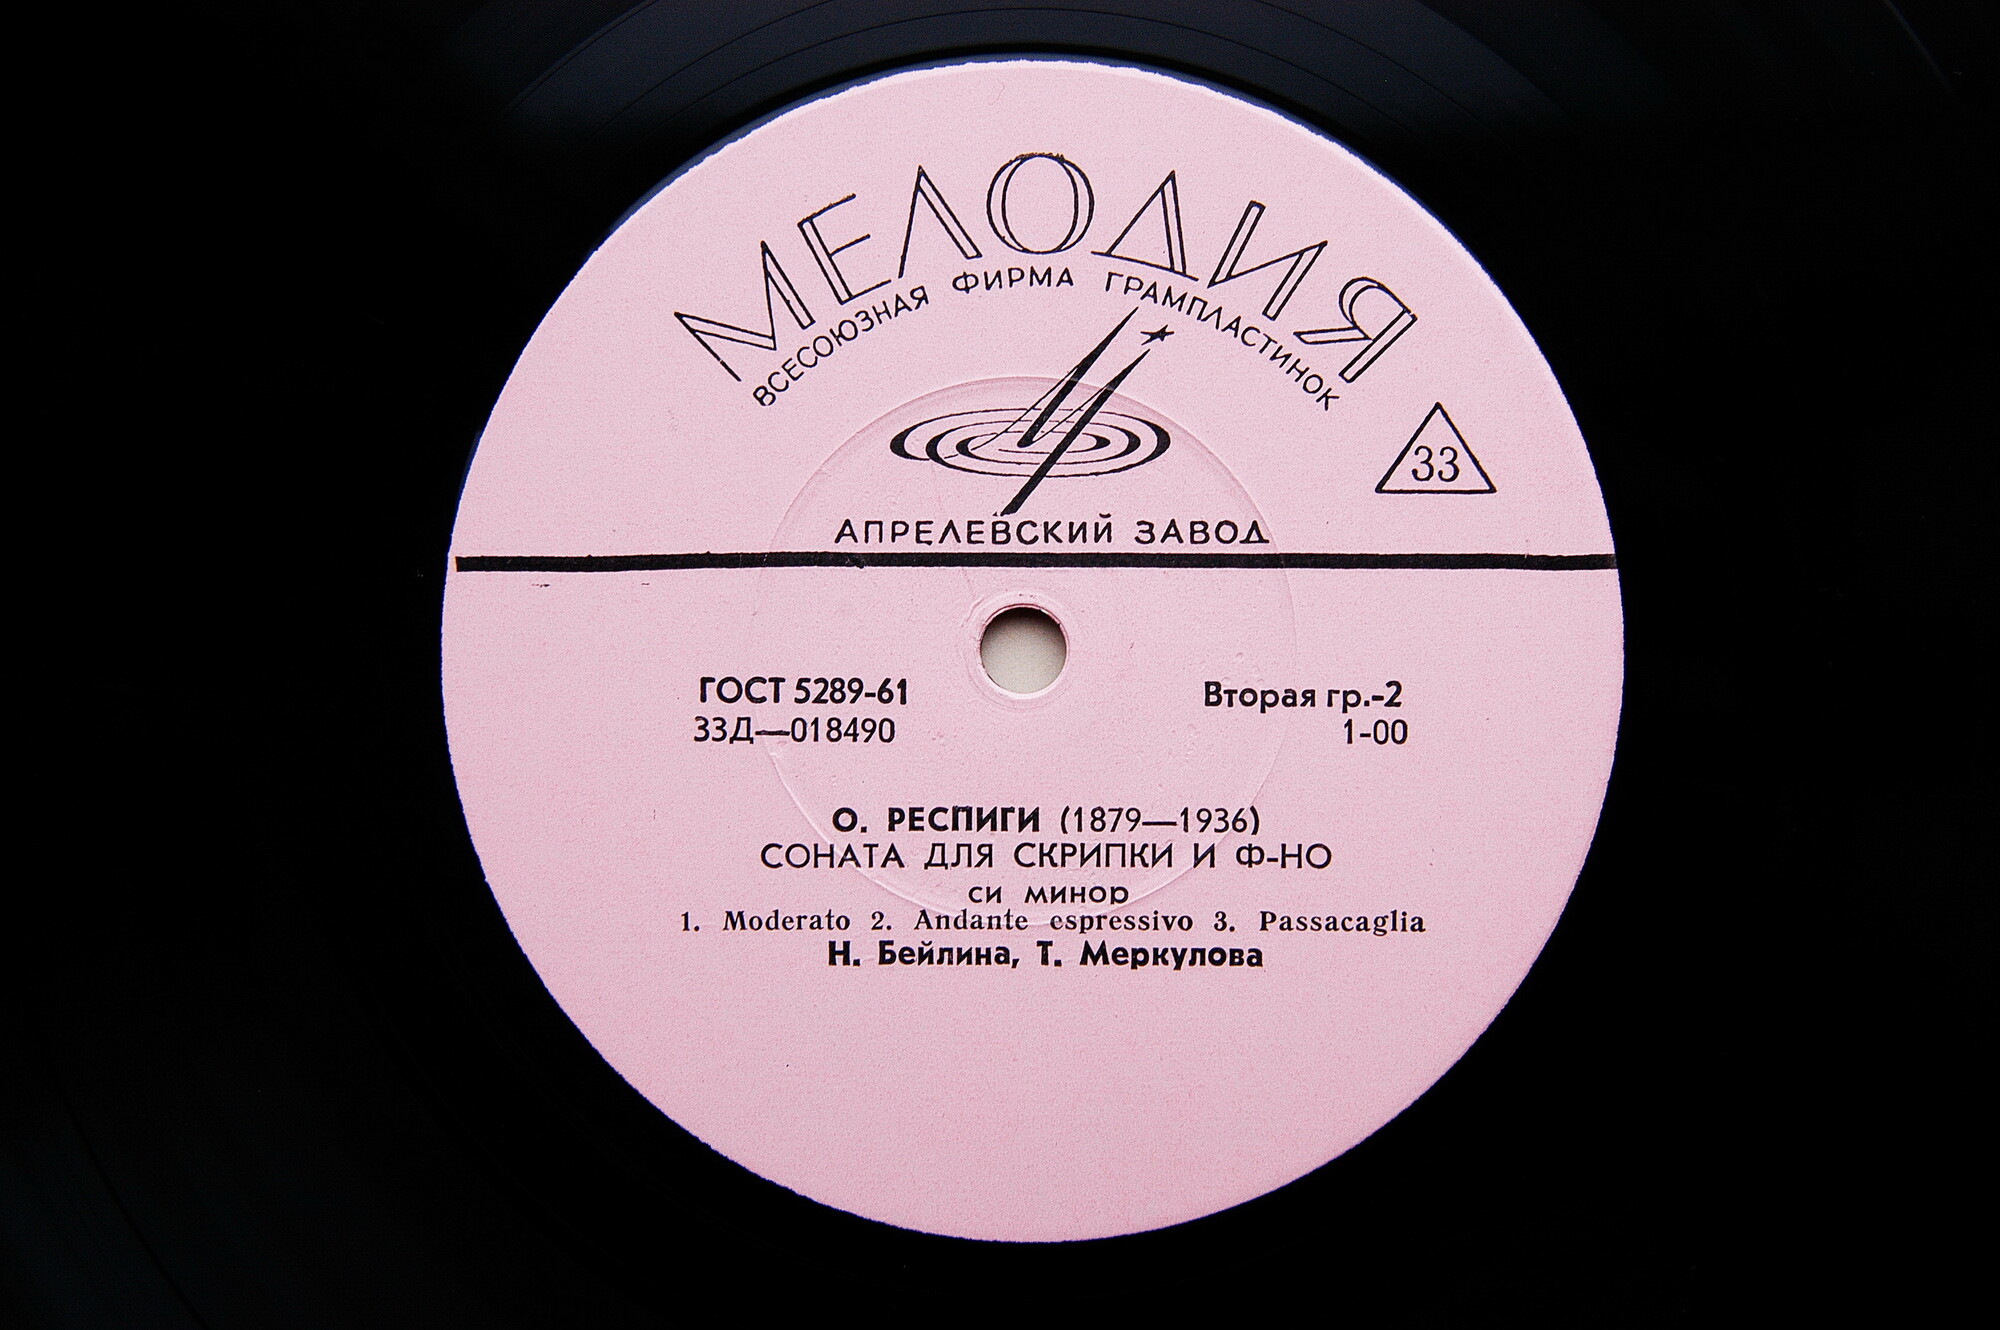 МЕЛОДИЯ
ВСЕСОЮЗНАЯ ФИРМА ГРАМПЛАСТИНОК
33
АПРЕЛЕВСКИЙ ЗАВОД
ГОСТ 5289-61
Вторая гр.-2
33Д—018490
1-00
О. РЕСПИГИ (1879—1936)
СОНАТА ДЛЯ СКРИПКИ И Ф-НО
СИ МИНОР
1. Moderato 2. Andante espressivo 3. Passacaglia
Н. Бейлина, Т. Меркулова